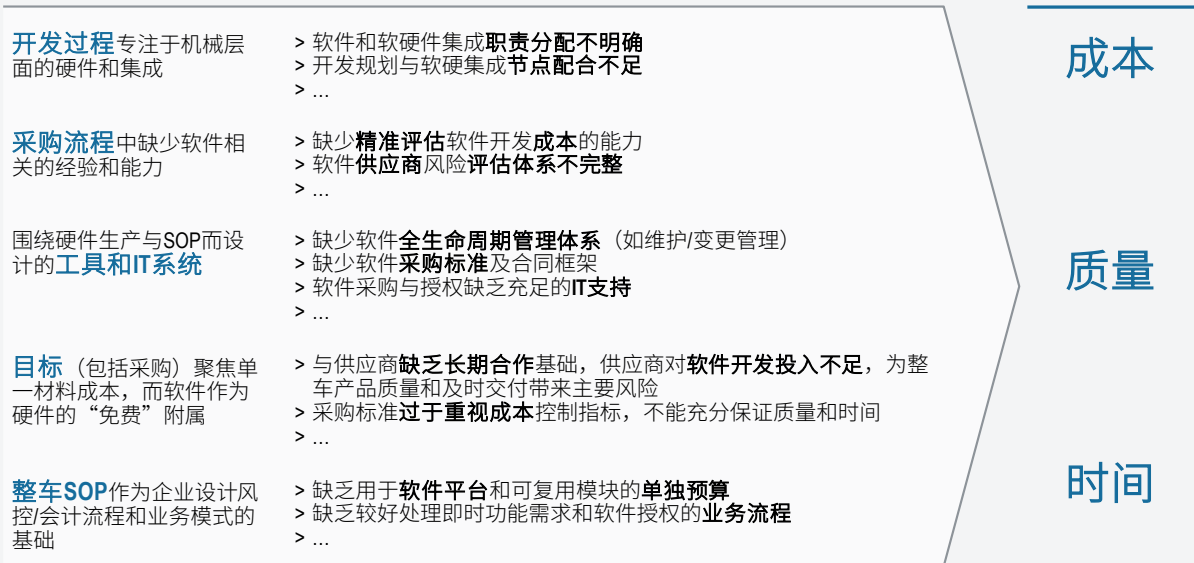 开发过程专注于机械层
面的硬件和集成
> 软件和软硬件集成职责分配不明确
> 开发规划与软硬集成节点配合不足
> ...
采购流程中缺少软件相
关的经验和能力
> 缺少精准评估软件开发成本的能力
> 软件供应商风险评估体系不完整
> ...
围绕硬件生产与SOP而设
计的工具和IT系统
> 缺少软件全生命周期管理体系（如维护/变更管理）
> 缺少软件采购标准及合同框架
> 软件采购与授权缺乏充足的IT支持
> ...
目标（包括采购）聚焦单
一材料成本，而软件作为
硬件的“免费”附属
> 与供应商缺乏长期合作基础，供应商对软件开发投入不足，为整
车产品质量和及时交付带来主要风险
> 采购标准过于重视成本控制指标，不能充分保证质量和时间
> ...
整车SOP作为企业设计风
控/会计流程和业务模式的
基础
> 缺乏用于软件平台和可复用模块的单独预算
> 缺乏较好处理即时功能需求和软件授权的业务流程
> ...
成本
质量
时间